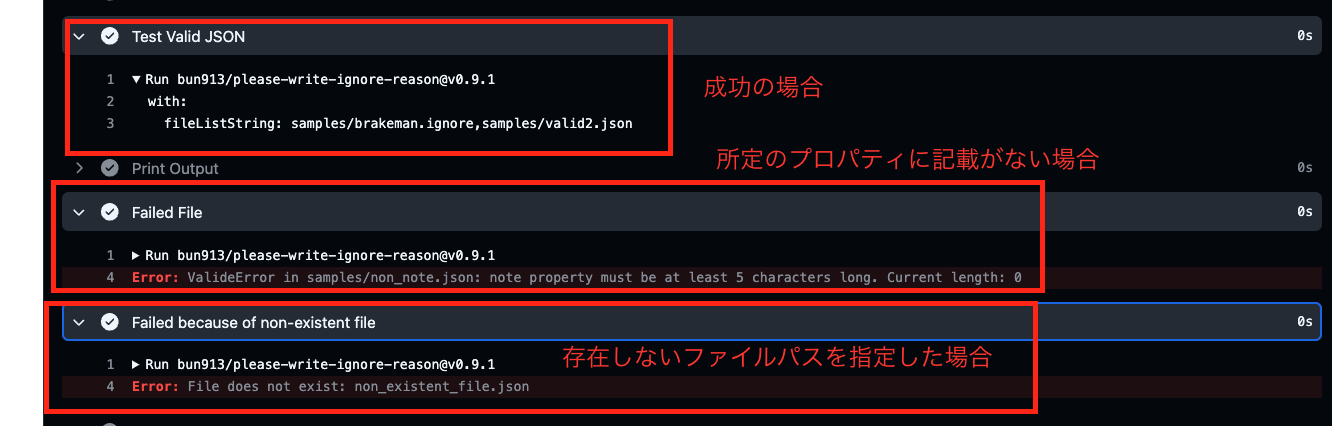 Test Valid JSON 0s
1 ▼ Run bun913/please-write-ignore-reason@v0.9.1
2 with:
3 fileListString: samples/brakeman.ignore,samples/valid2.json
成功の場合
所定のプロパティに記載がない場合
Print Output 0s
Failed File 0s
1 ▶ Run bun913/please-write-ignore-reason@v0.9.1
4 Error: ValideError in samples/non_note.json: note property must be at least 5 characters long. Current length: 0
Failed because of non-existent file 0s
存在しないファイルパスを指定した場合
1 ▶ Run bun913/please-write-ignore-reason@v0.9.1
4 Error: File does not exist: non_existent_file.json